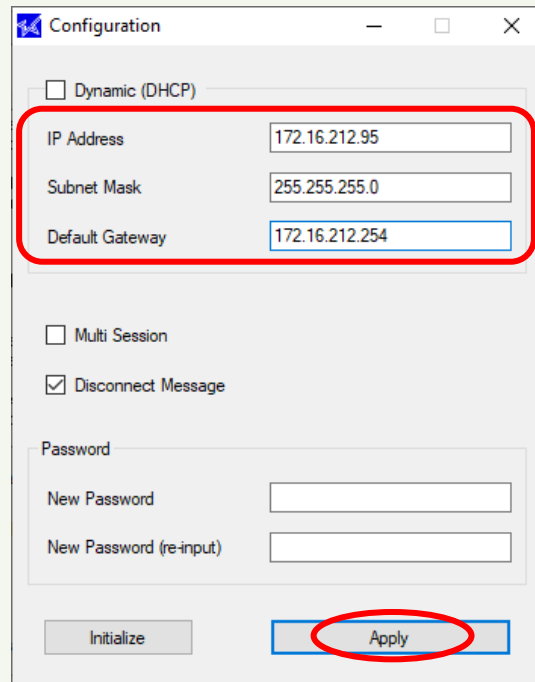 Configuration
Dynamic (DHCP)
IP Address 172.16.212.95
Subnet Mask 255.255.255.0
Default Gateway 172.16.212.254
Multi Session
Disconnect Message
Password
New Password
New Password (re-input)
Initialize Apply